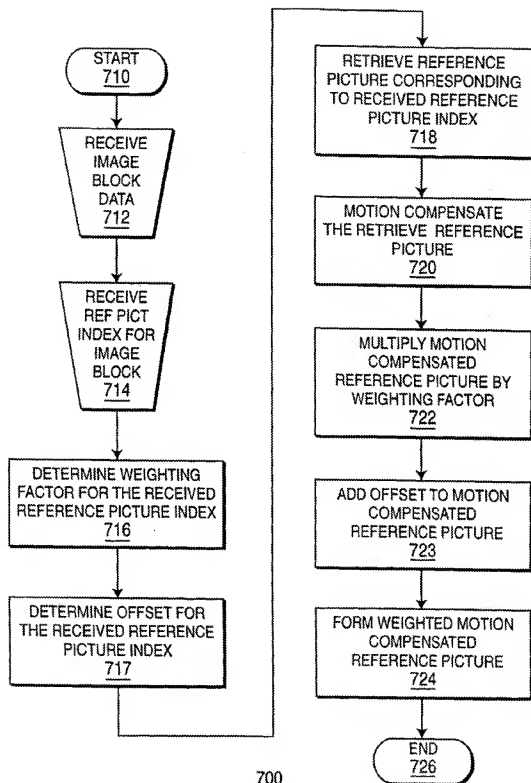 START
710
RECEIVE
IMAGE
BLOCK
DATA
712
RECEIVE
REF PICT
INDEX FOR
IMAGE
BLOCK
714
DETERMINE WEIGHTING
FACTOR FOR THE RECEIVED
REFERENCE PICTURE INDEX
716
DETERMINE OFFSET FOR
THE RECEIVED REFERENCE
PICTURE INDEX
717
RETRIEVE REFERENCE
PICTURE CORRESPONDING
TO RECEIVED REFERENCE
PICTURE INDEX
718
MOTION COMPENSATE
THE RETRIEVE REFERENCE
PICTURE
720
MULTIPLY MOTION
COMPENSATED
REFERENCE PICTURE BY
WEIGHTING FACTOR
722
ADD OFFSET TO MOTION
COMPENSATED
REFERENCE PICTURE
723
FORM WEIGHTED MOTION
COMPENSATED
REFERENCE PICTURE
724
END
726
700